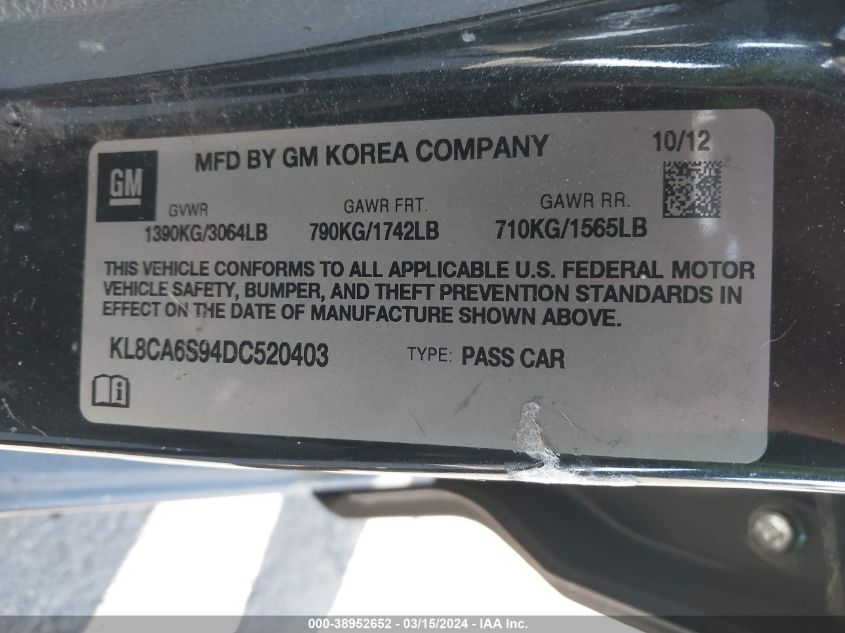 MFD BY GM KOREA COMPANY
10/12
GM
GVWR
GAWR FRT.
GAWR RR.
1390KG/3064LB
790KG/1742LB
710KG/1565LB
THIS VEHICLE CONFORMS TO ALL APPLICABLE U.S. FEDERAL MOTOR
VEHICLE SAFETY, BUMPER, AND THEFT PREVENTION STANDARDS IN
EFFECT ON THE DATE OF MANUFACTURE SHOWN ABOVE.
KL8CA6S94DC520403
TYPE: PASS CAR
000-38952652 - 03/15/2024 - IAA Inc.